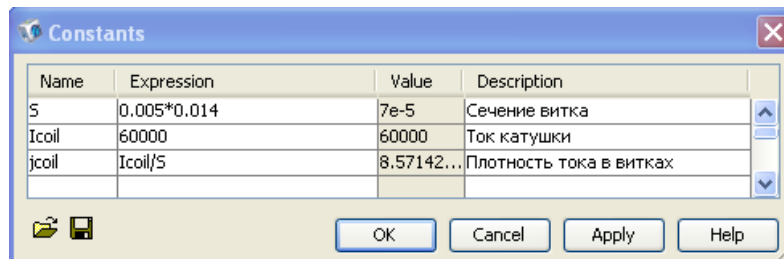 Constants
Name Expression Value Description
S 0.005*0.014 7e-5 Сечение витка
Icoil 60000 60000 Ток катушки
jcoil Icoil/S 8.57142... Плотность тока в витках
OK Cancel Apply Help